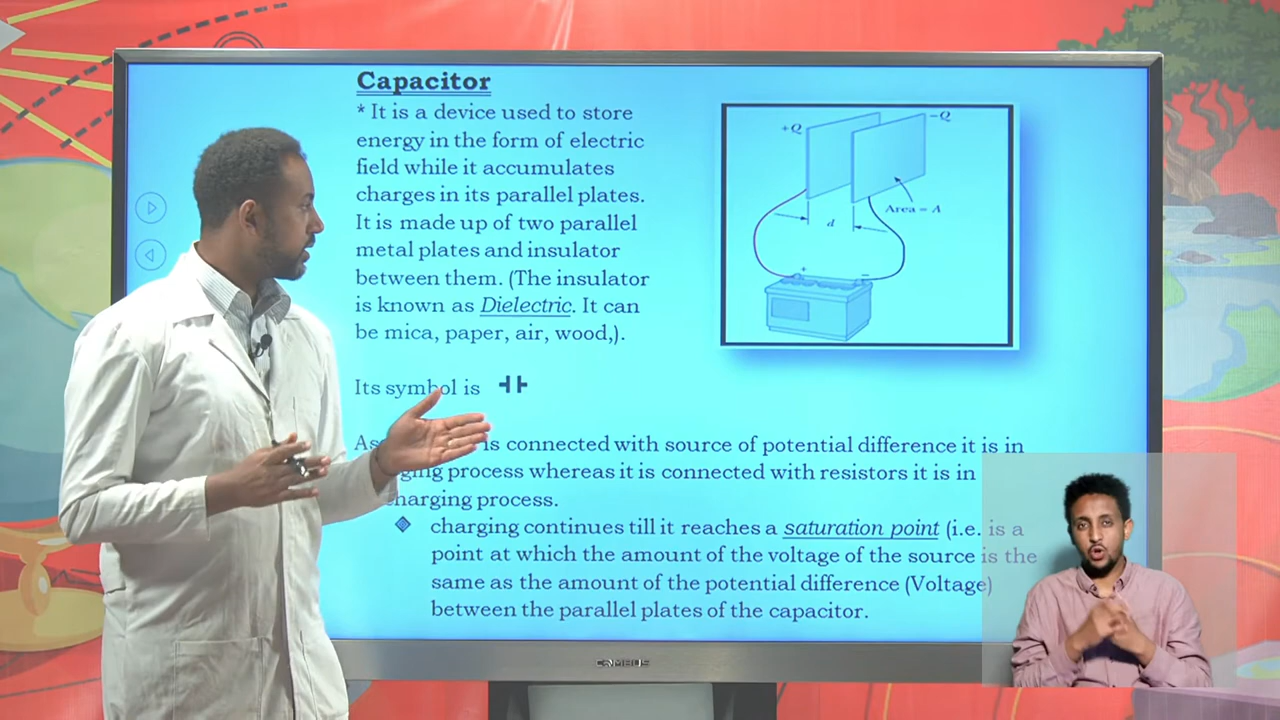 Capacitor
* It is a device used to store
energy in the form of electric
field while it accumulates
charges in its parallel plates.
It is made up of two parallel
metal plates and insulator
between them. (The insulator
is known as Dielectric. It can
be mica, paper, air, wood,).
Its symbol is
+Q
−Q
Area = A
d
+
−
is connected with source of potential difference it is in
process whereas it is connected with resistors it is in
process.
charging continues till it reaches a saturation point (i.e. is a
point at which the amount of the voltage of the source is the
same as the amount of the potential difference (Voltage)
between the parallel plates of the capacitor.
CAMBUS